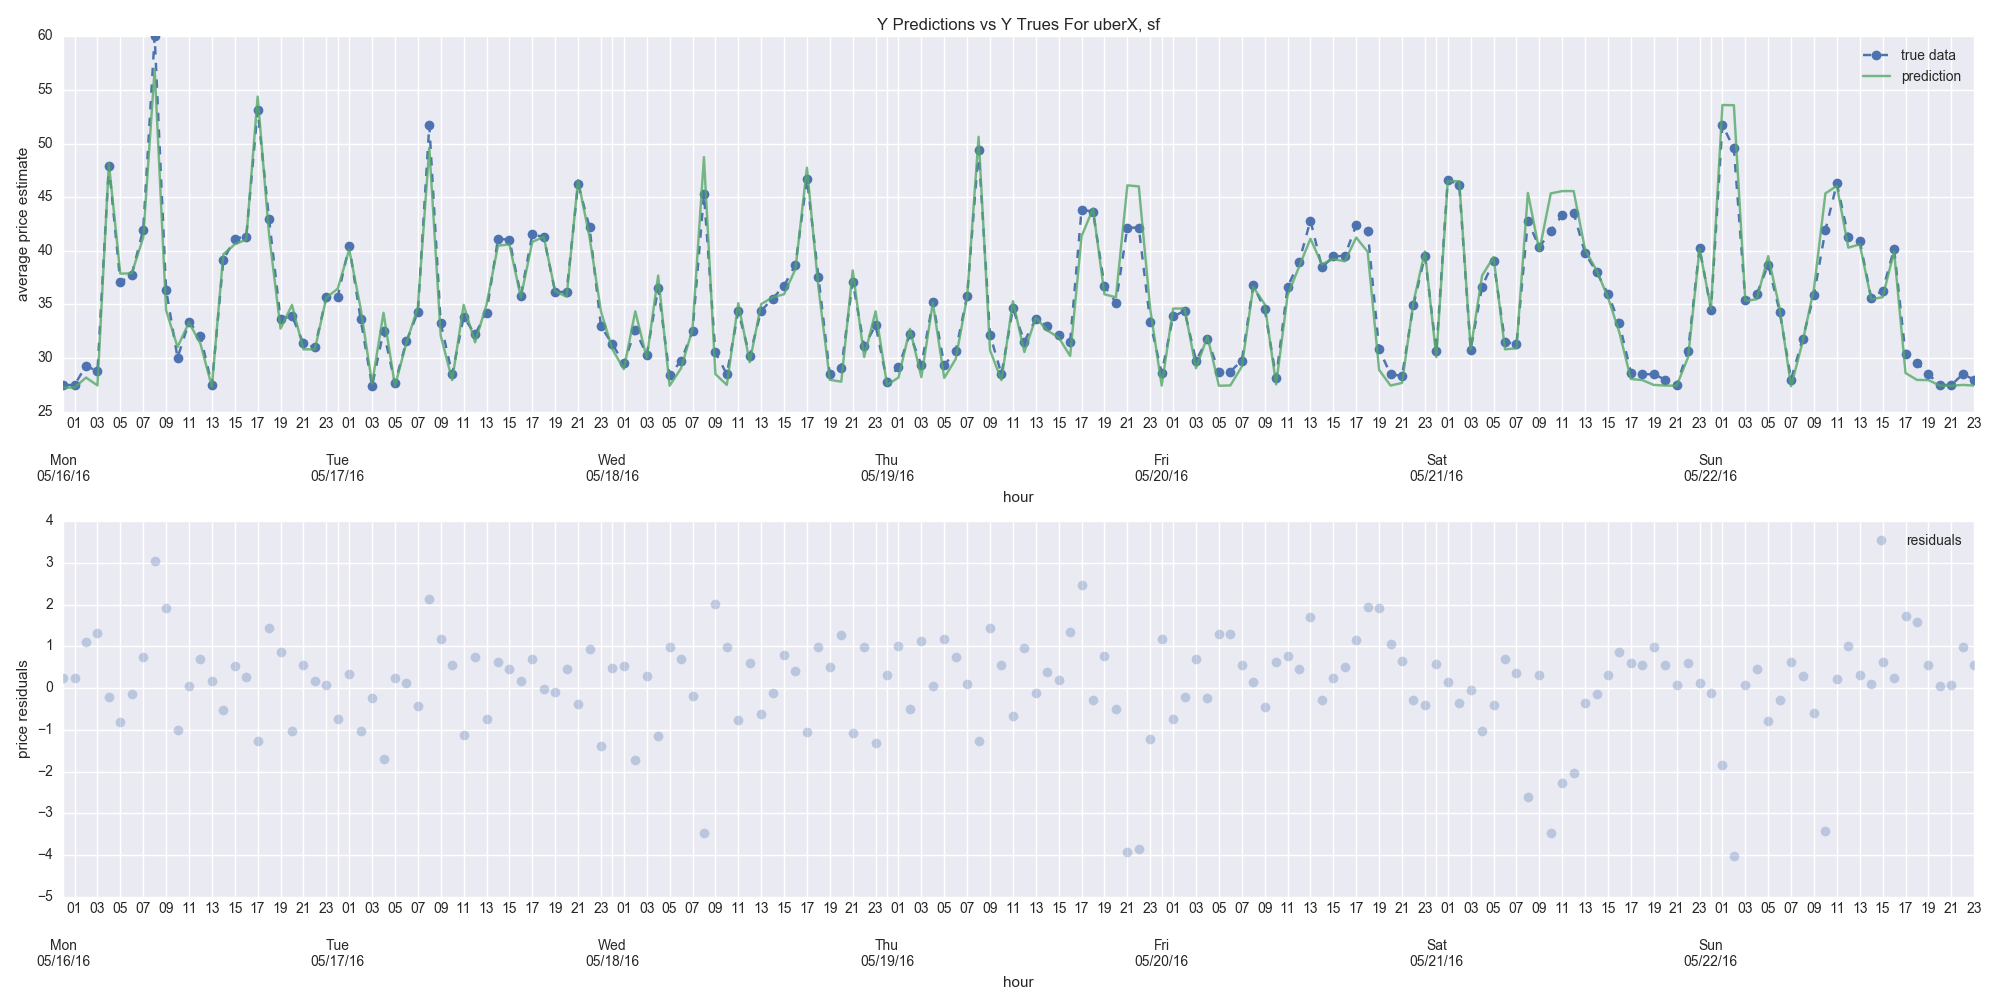 Y Predictions vs Y Trues For uberX, sf
60
55
50
45
40
35
30
25
average price estimate
true data
prediction
01 03 05 07 09 11 13 15 17 19 21 23 01 03 05 07 09 11 13 15 17 19 21 23 01 03 05 07 09 11 13 15 17 19 21 23 01 03 05 07 09 11 13 15 17 19 21 23 01 03 05 07 09 11 13 15 17 19 21 23 01 03 05 07 09 11 13 15 17 19 21 23 01 03 05 07 09 11 13 15 17 19 21 23
Mon Tue Wed Thu Fri Sat Sun
05/16/16 05/17/16 05/18/16 05/19/16 05/20/16 05/21/16 05/22/16
hour
4
3
2
1
0
−1
−2
−3
−4
−5
price residuals
residuals
01 03 05 07 09 11 13 15 17 19 21 23 01 03 05 07 09 11 13 15 17 19 21 23 01 03 05 07 09 11 13 15 17 19 21 23 01 03 05 07 09 11 13 15 17 19 21 23 01 03 05 07 09 11 13 15 17 19 21 23 01 03 05 07 09 11 13 15 17 19 21 23 01 03 05 07 09 11 13 15 17 19 21 23
Mon Tue Wed Thu Fri Sat Sun
05/16/16 05/17/16 05/18/16 05/19/16 05/20/16 05/21/16 05/22/16
hour